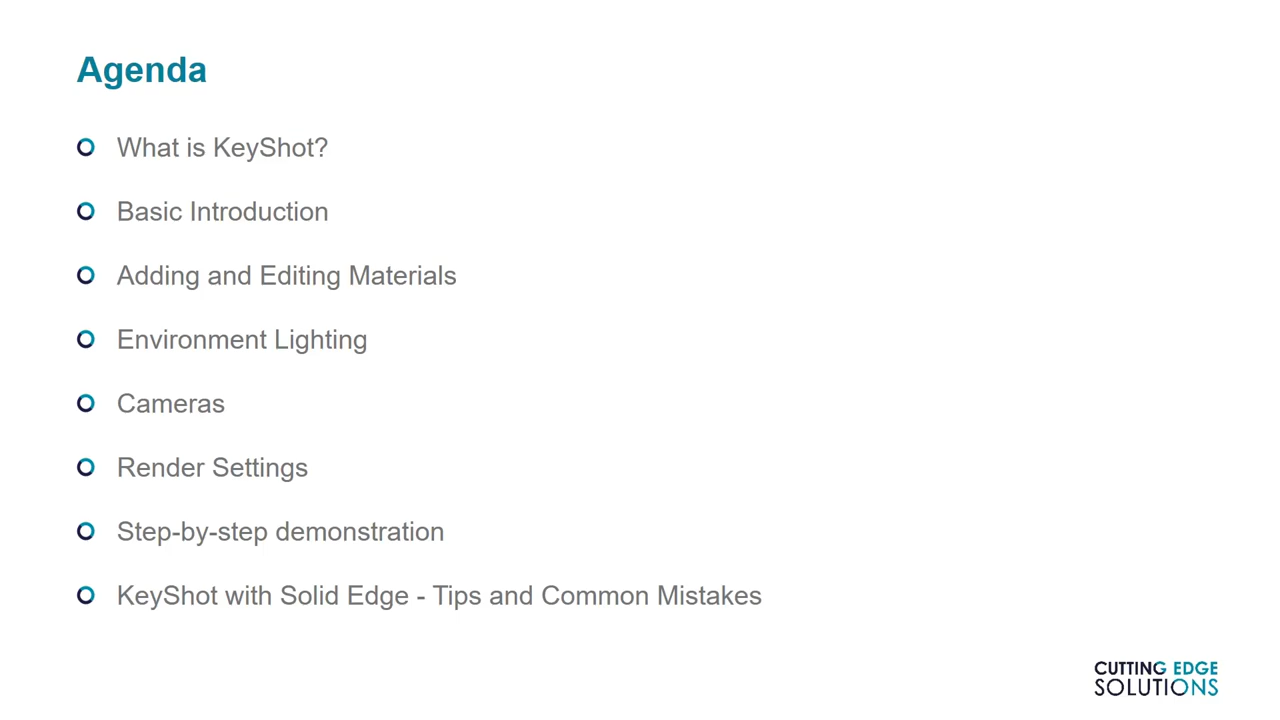 Agenda
What is KeyShot?
Basic Introduction
Adding and Editing Materials
Environment Lighting
Cameras
Render Settings
Step-by-step demonstration
KeyShot with Solid Edge - Tips and Common Mistakes
CUTTING EDGE
SOLUTIONS